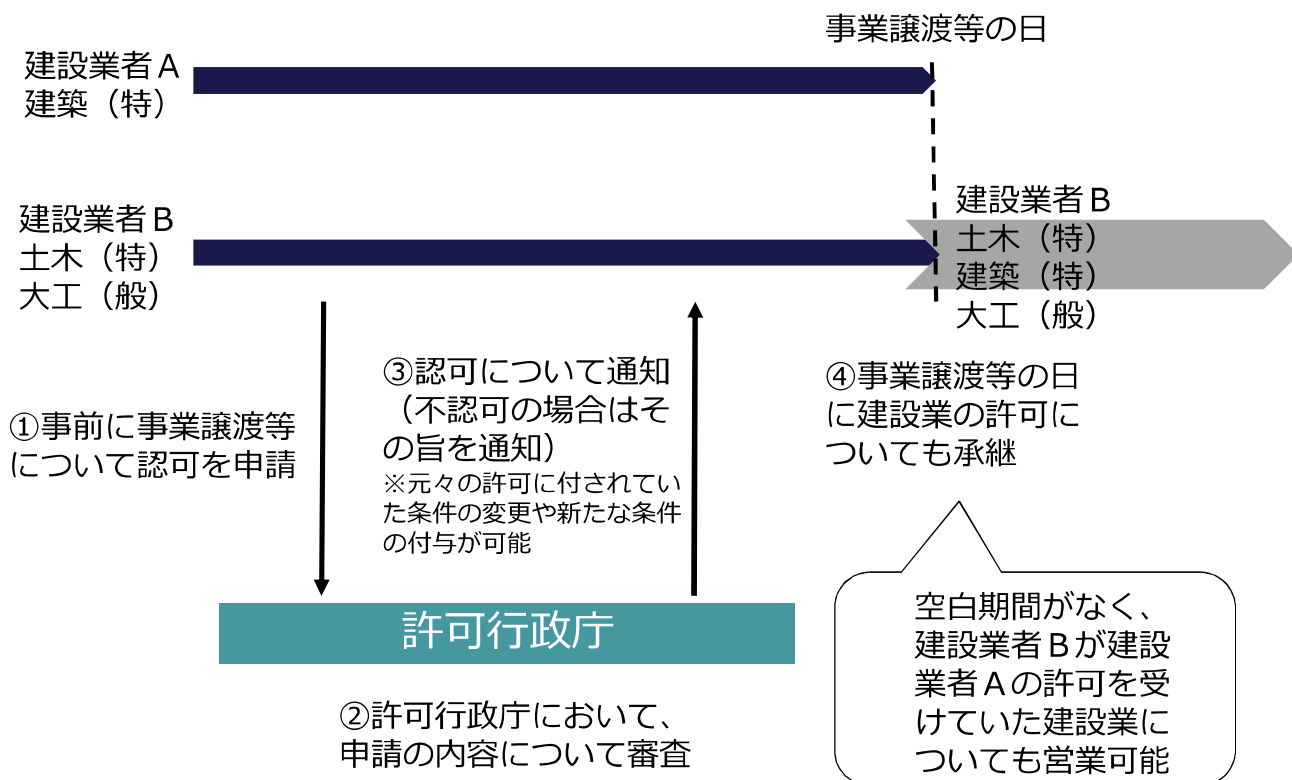 事業譲渡等の日
建設業者A
建築（特）
建設業者B
土木（特）
大工（般）
建設業者B
土木（特）
建築（特）
大工（般）
①事前に事業譲渡等
について認可を申請
③認可について通知
（不認可の場合はそ
の旨を通知）
※元々の許可に付されてい
た条件の変更や新たな条件
の付与が可能
④事業譲渡等の日
に建設業の許可に
ついても承継
許可行政庁
②許可行政庁において、
申請の内容について審査
空白期間がなく、
建設業者Bが建設
業者Aの許可を受
けていた建設業に
ついても営業可能